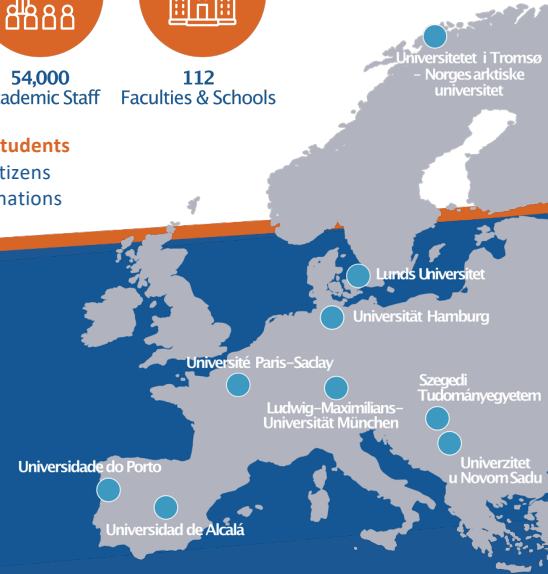 54,000
ademic Staff
112
Faculties & Schools
tudents
tizens
nations
Universitetet i Tromsø
– Norges arktiske
universitet
Lunds Universitet
Universität Hamburg
Université Paris–Saclay
Ludwig–Maximilians–
Universität München
Szegedi
Tudományegyetem
Univerzitet
u Novom Sadu
Universidade do Porto
Universidad de Alcalá